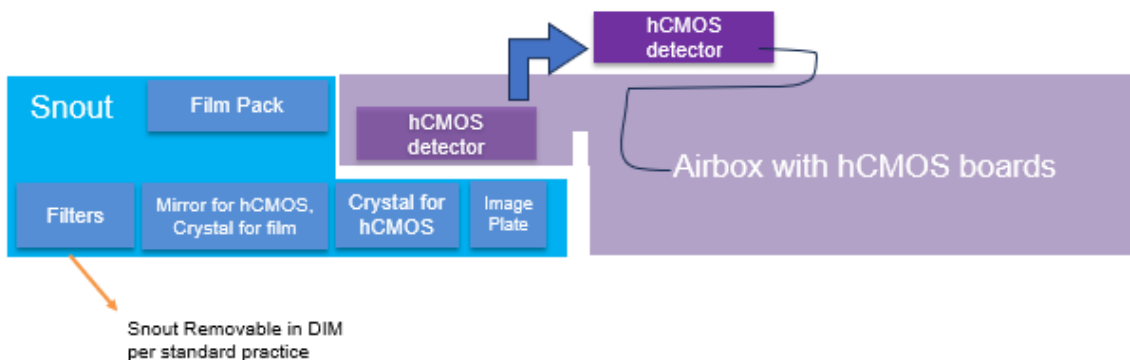 hCMOS
detector
Snout
Film Pack
hCMOS
detector
Airbox with hCMOS boards
Filters
Mirror for hCMOS,
Crystal for film
Crystal for
hCMOS
Image
Plate
Snout Removable in DIM
per standard practice